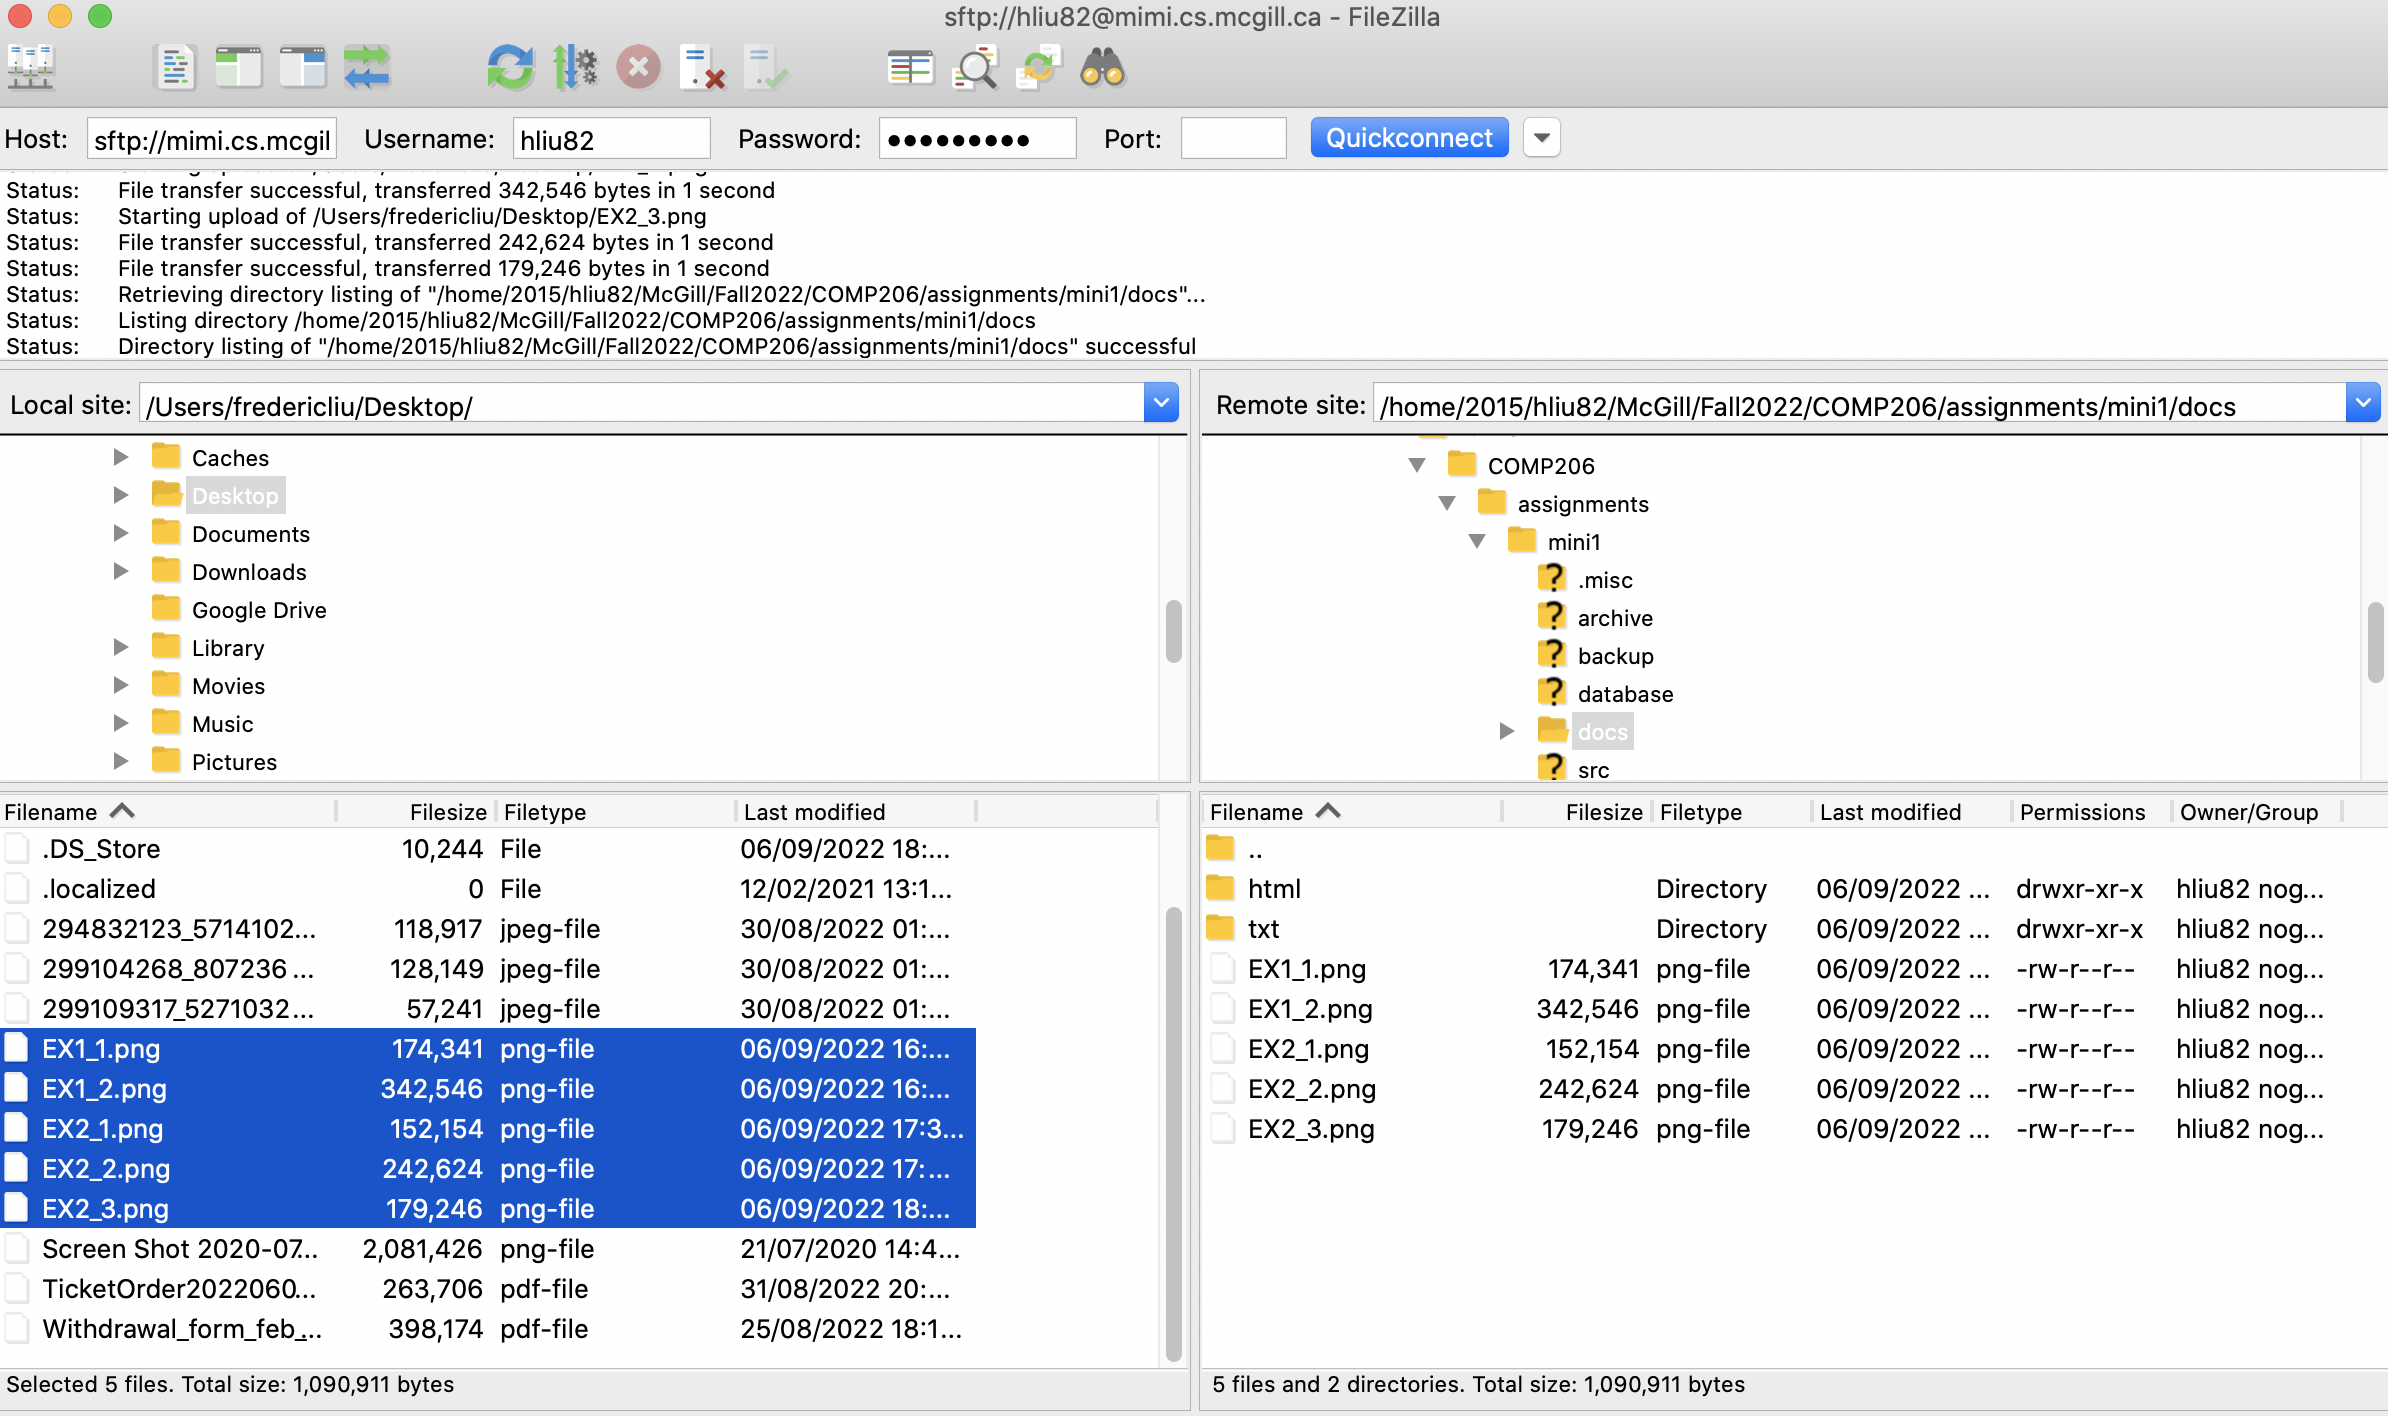 sftp://hliu82@mimi.cs.mcgill.ca - FileZilla
Host: sftp://mimi.cs.mcgil Username: hliu82 Password: ●●●●●●●●● Port: Quickconnect
Status: File transfer successful, transferred 342,546 bytes in 1 second
Status: Starting upload of /Users/fredericliu/Desktop/EX2_3.png
Status: File transfer successful, transferred 242,624 bytes in 1 second
Status: File transfer successful, transferred 179,246 bytes in 1 second
Status: Retrieving directory listing of "/home/2015/hliu82/McGill/Fall2022/COMP206/assignments/mini1/docs"...
Status: Listing directory /home/2015/hliu82/McGill/Fall2022/COMP206/assignments/mini1/docs
Status: Directory listing of "/home/2015/hliu82/McGill/Fall2022/COMP206/assignments/mini1/docs" successful
Local site: /Users/fredericliu/Desktop/
Caches
Desktop
Documents
Downloads
Google Drive
Library
Movies
Music
Pictures
Filename Filesize Filetype Last modified
.DS_Store 10,244 File 06/09/2022 18:...
.localized 0 File 12/02/2021 13:1...
294832123_5714102... 118,917 jpeg-file 30/08/2022 01:...
299104268_807236... 128,149 jpeg-file 30/08/2022 01:...
299109317_5271032... 57,241 jpeg-file 30/08/2022 01:...
EX1_1.png 174,341 png-file 06/09/2022 16:...
EX1_2.png 342,546 png-file 06/09/2022 16:...
EX2_1.png 152,154 png-file 06/09/2022 17:3...
EX2_2.png 242,624 png-file 06/09/2022 17:...
EX2_3.png 179,246 png-file 06/09/2022 18:...
Screen Shot 2020-07... 2,081,426 png-file 21/07/2020 14:4...
TicketOrder2022060... 263,706 pdf-file 31/08/2022 20:...
Withdrawal_form_feb_... 398,174 pdf-file 25/08/2022 18:1...
Selected 5 files. Total size: 1,090,911 bytes
Remote site: /home/2015/hliu82/McGill/Fall2022/COMP206/assignments/mini1/docs
COMP206
assignments
mini1
.misc
archive
backup
database
docs
src
Filename Filesize Filetype Last modified Permissions Owner/Group
..
html Directory 06/09/2022 ... drwxr-xr-x hliu82 nog...
txt Directory 06/09/2022 ... drwxr-xr-x hliu82 nog...
EX1_1.png 174,341 png-file 06/09/2022 ... -rw-r--r-- hliu82 nog...
EX1_2.png 342,546 png-file 06/09/2022 ... -rw-r--r-- hliu82 nog...
EX2_1.png 152,154 png-file 06/09/2022 ... -rw-r--r-- hliu82 nog...
EX2_2.png 242,624 png-file 06/09/2022 ... -rw-r--r-- hliu82 nog...
EX2_3.png 179,246 png-file 06/09/2022 ... -rw-r--r-- hliu82 nog...
5 files and 2 directories. Total size: 1,090,911 bytes